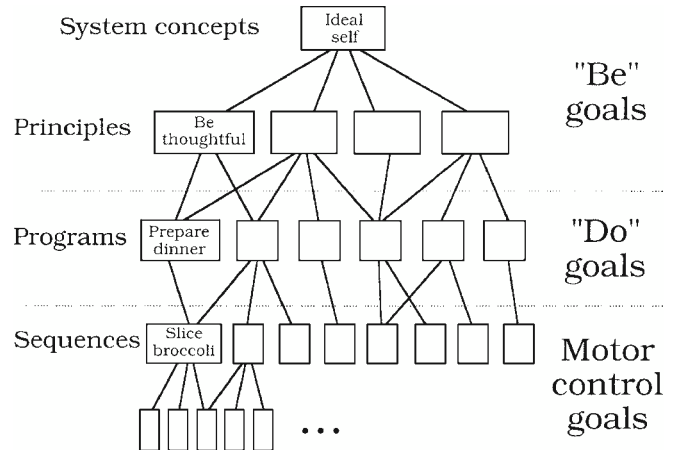 System concepts
Ideal
self
"Be"
goals
Principles
Be
thoughtful
Programs
Prepare
dinner
"Do"
goals
Sequences
Slice
broccoli
Motor
control
goals
...